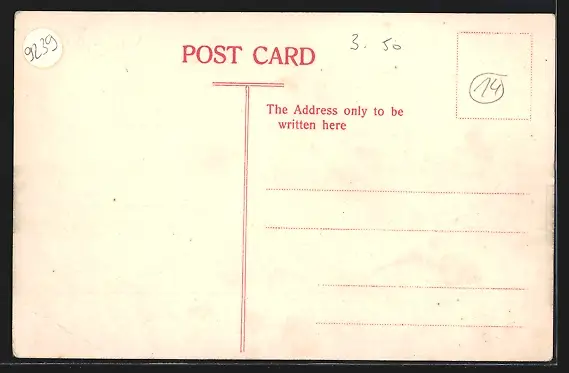 9239
POST CARD
3. 50
14
The Address only to be
written here